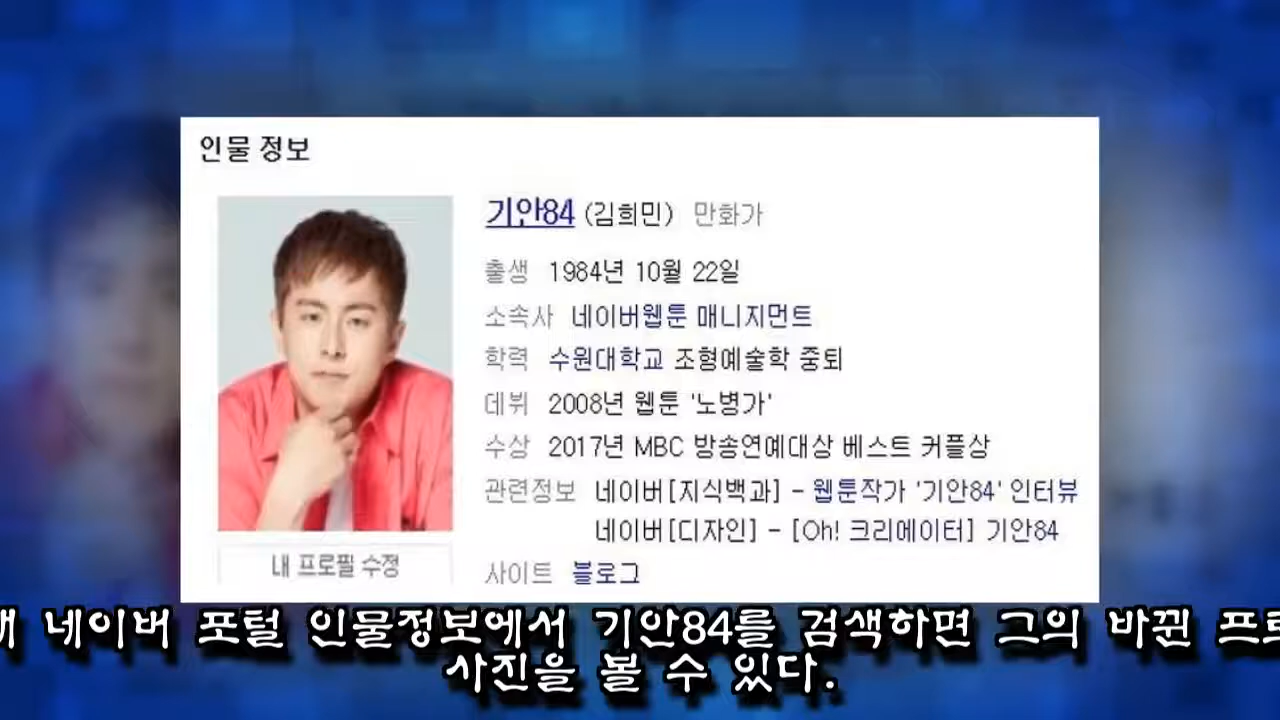 인물 정보
기안84 (김희민) 만화가
출생 1984년 10월 22일
소속사 네이버웹툰 매니지먼트
학력 수원대학교 조형예술학 중퇴
데뷔 2008년 웹툰 '노병가'
수상 2017년 MBC 방송연예대상 베스트 커플상
관련정보 네이버[지식백과] - 웹툰작가 '기안84' 인터뷰
네이버[디자인] - [Oh! 크리에이터] 기안84
사이트 블로그
내 프로필 수정
네이버 포털 인물정보에서 기안84를 검색하면 그의 바뀐
사진을 볼 수 있다.